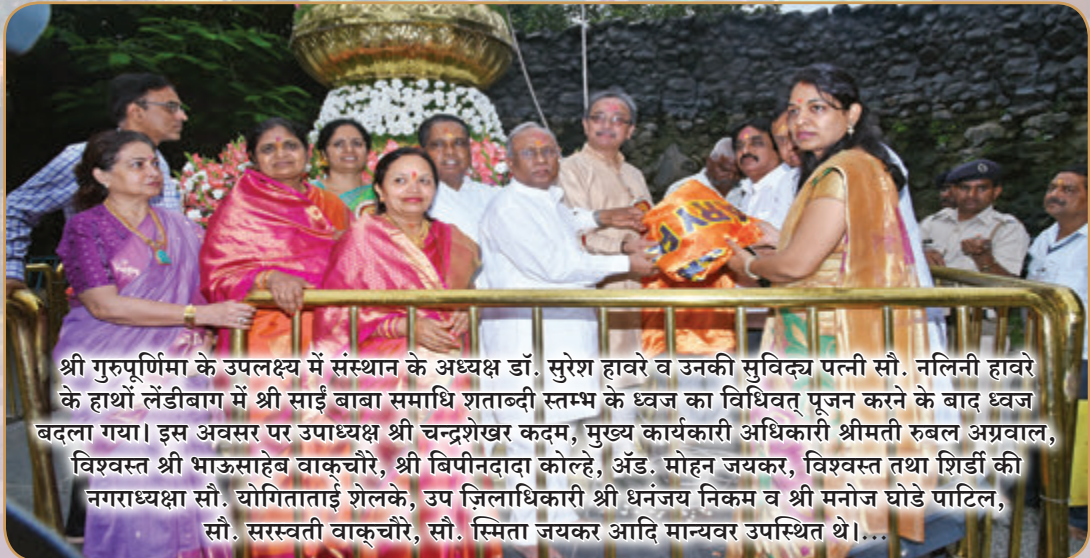 श्री गुरुपूर्णिमा के उपलक्ष्य में संस्थान के अध्यक्ष डॉ. सुरेश हावरे व उनकी सुविद्य पत्नी सौ. नलिनी हावरे
के हाथों लेंडीबाग में श्री साईं बाबा समाधि शताब्दी स्तम्भ के ध्वज का विधिवत् पूजन करने के बाद ध्वज
बदला गया। इस अवसर पर उपाध्यक्ष श्री चन्द्रशेखर कदम, मुख्य कार्यकारी अधिकारी श्रीमती रुबल अग्रवाल,
विश्वस्त श्री भाऊसाहेब वाक्‌चौरे, श्री बिपीनदादा कोल्हे, ॲड. मोहन जयकर, विश्वस्त तथा शिर्डी की
नगराध्यक्षा सौ. योगिताताई शेलके, उप ज़िलाधिकारी श्री धनंजय निकम व श्री मनोज घोडे पाटिल,
सौ. सरस्वती वाक्‌चौरे, सौ. स्मिता जयकर आदि मान्यवर उपस्थित थे।...